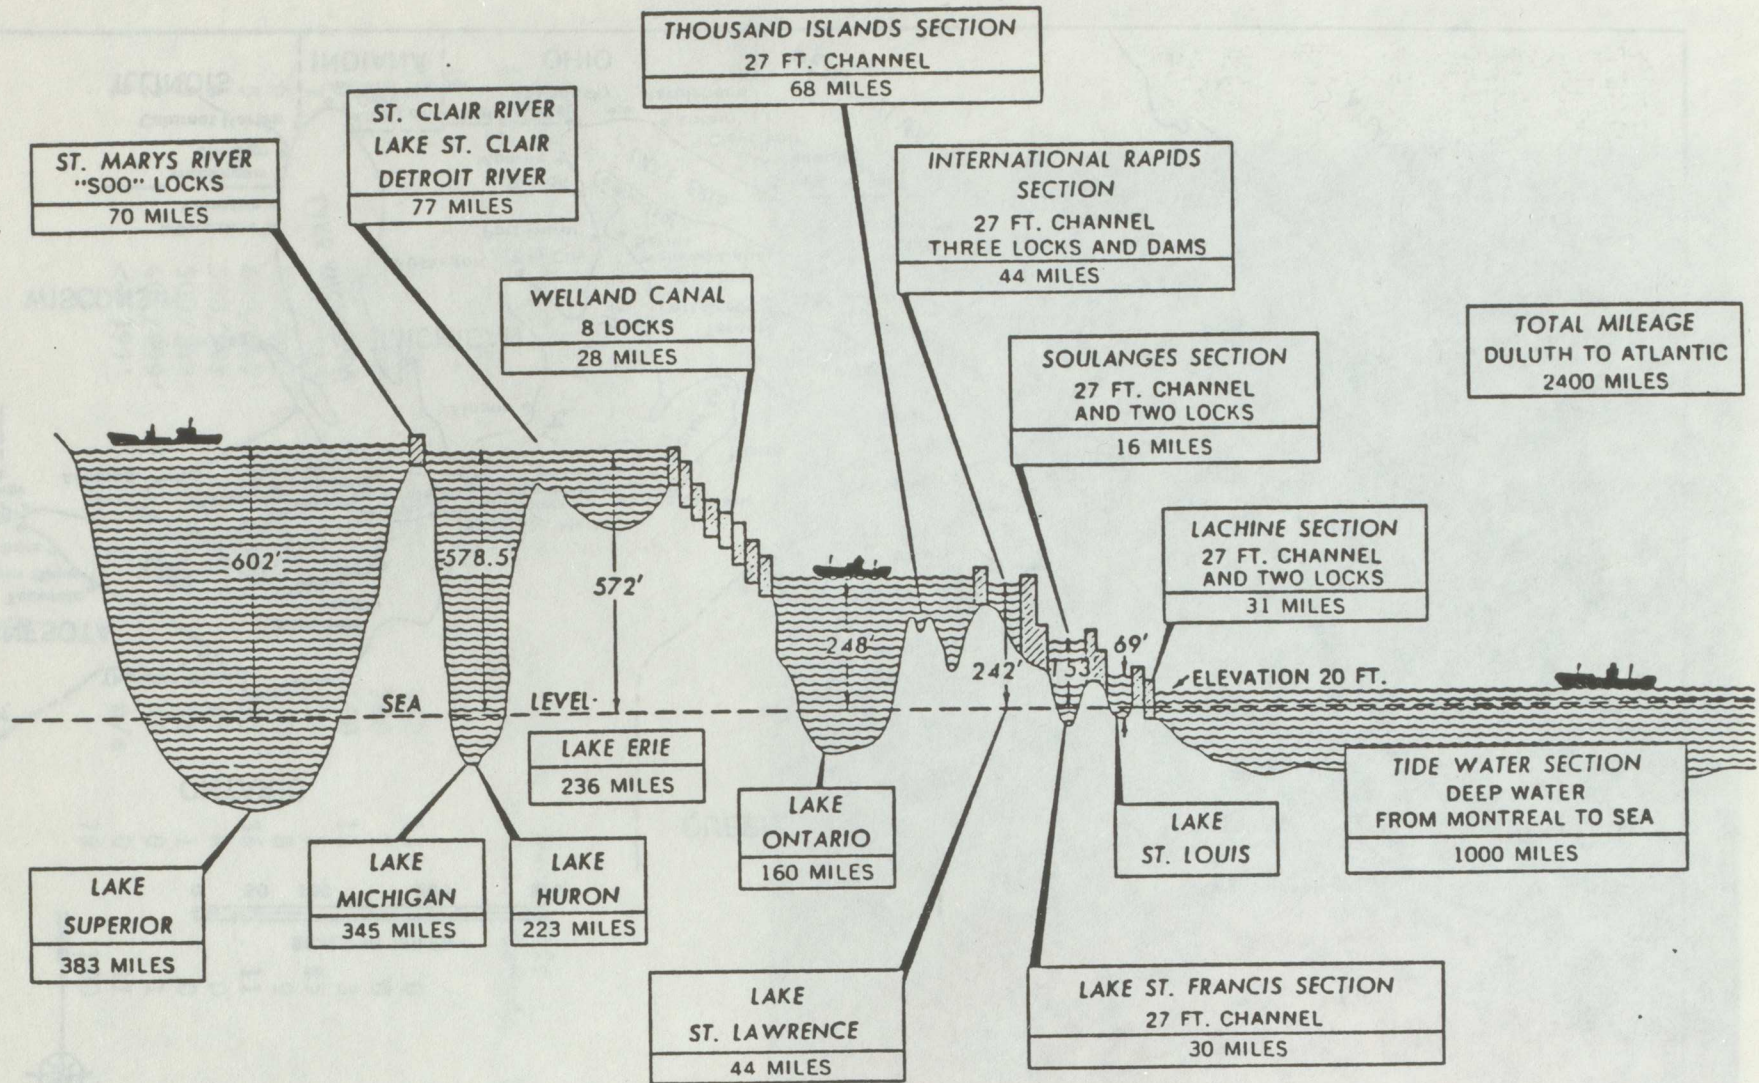 THOUSAND ISLANDS SECTION
27 FT. CHANNEL
68 MILES
ST. CLAIR RIVER
LAKE ST. CLAIR
DETROIT RIVER
77 MILES
ST. MARYS RIVER
"SOO" LOCKS
70 MILES
INTERNATIONAL RAPIDS
SECTION
27 FT. CHANNEL
THREE LOCKS AND DAMS
44 MILES
WELLAND CANAL
8 LOCKS
28 MILES
SOULANGES SECTION
27 FT. CHANNEL
AND TWO LOCKS
16 MILES
TOTAL MILEAGE
DULUTH TO ATLANTIC
2400 MILES
LACHINE SECTION
27 FT. CHANNEL
AND TWO LOCKS
31 MILES
602'
578.5'
572'
248'
242'
153'
69'
ELEVATION 20 FT.
SEA LEVEL
LAKE ERIE
236 MILES
TIDE WATER SECTION
DEEP WATER
FROM MONTREAL TO SEA
1000 MILES
LAKE
ONTARIO
160 MILES
LAKE
ST. LOUIS
LAKE
SUPERIOR
383 MILES
LAKE
MICHIGAN
345 MILES
LAKE
HURON
223 MILES
LAKE
ST. LAWRENCE
44 MILES
LAKE ST. FRANCIS SECTION
27 FT. CHANNEL
30 MILES